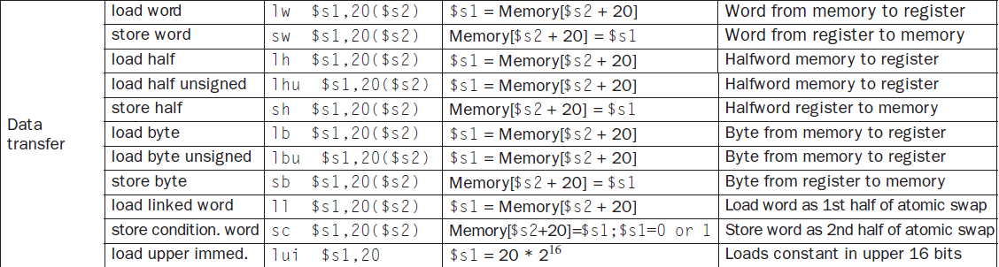 load word lw $s1,20($s2) $s1 = Memory[$s2 + 20] Word from memory to register
store word sw $s1,20($s2) Memory[$s2 + 20] = $s1 Word from register to memory
load half lh $s1,20($s2) $s1 = Memory[$s2 + 20] Halfword memory to register
load half unsigned lhu $s1,20($s2) $s1 = Memory[$s2 + 20] Halfword memory to register
store half sh $s1,20($s2) Memory[$s2 + 20] = $s1 Halfword register to memory
Data transfer
load byte lb $s1,20($s2) $s1 = Memory[$s2 + 20] Byte from memory to register
load byte unsigned lbu $s1,20($s2) $s1 = Memory[$s2 + 20] Byte from memory to register
store byte sb $s1,20($s2) Memory[$s2 + 20] = $s1 Byte from register to memory
load linked word ll $s1,20($s2) $s1 = Memory[$s2 + 20] Load word as 1st half of atomic swap
store condition. word sc $s1,20($s2) Memory[$s2+20]=$s1;$s1=0 or 1 Store word as 2nd half of atomic swap
load upper immed. lui $s1,20 $s1 = 20 * 2¹⁶ Loads constant in upper 16 bits